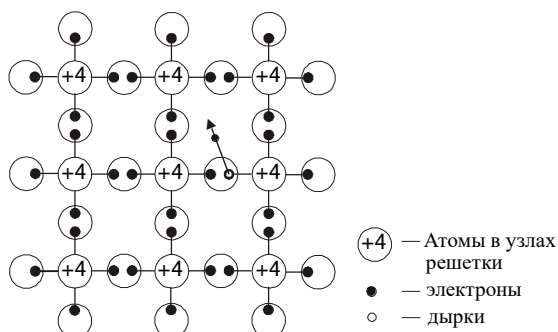 +4 +4 +4
+4 +4 +4
+4 +4 +4
+4 — Атомы в узлах
решетки
— электроны
— дырки